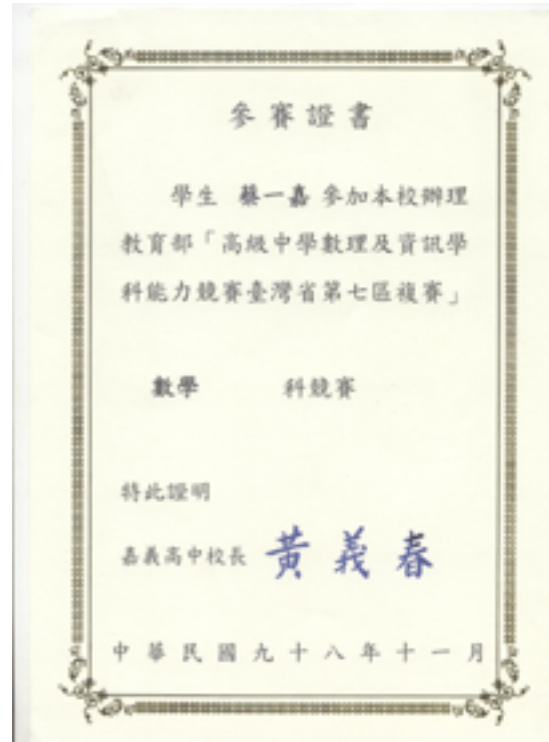 參賽證書
學生 蔡一嘉 參加本校辦理
教育部「高級中學數理及資訊學
科能力競賽臺灣省第七區複賽」
數學 科競賽
特此證明
嘉義高中校長 黃義春
中華民國九十八年十一月